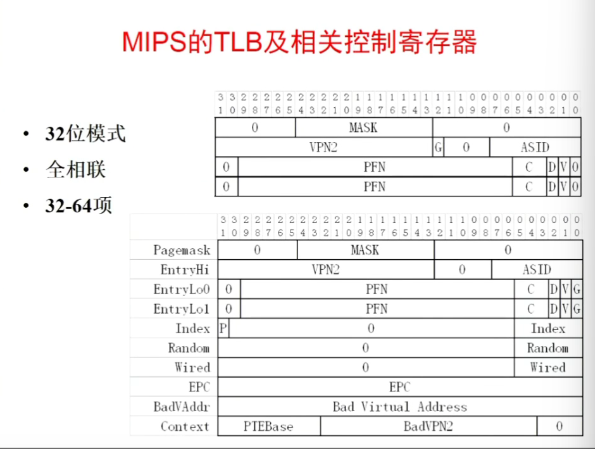 MIPS的TLB及相关控制寄存器
• 32位模式
• 全相联
• 32-64项
3 3 2 2 2 2 2 2 2 2 2 2 1 1 1 1 1 1 1 1 1 1 0 0 0 0 0 0 0 0 0 0
1 0 9 8 7 6 5 4 3 2 1 0 9 8 7 6 5 4 3 2 1 0 9 8 7 6 5 4 3 2 1 0
0 MASK 0
VPN2 G 0 ASID
0 PFN C D V 0
0 PFN C D V 0
3 3 2 2 2 2 2 2 2 2 2 2 1 1 1 1 1 1 1 1 1 1 0 0 0 0 0 0 0 0 0 0
1 0 9 8 7 6 5 4 3 2 1 0 9 8 7 6 5 4 3 2 1 0 9 8 7 6 5 4 3 2 1 0
Pagemask 0 MASK 0
EntryHi VPN2 0 ASID
EntryLo0 0 PFN C D V G
EntryLo1 0 PFN C D V G
Index P 0 Index
Random 0 Random
Wired 0 Wired
EPC EPC
BadVAddr Bad Virtual Address
Context PTEBase BadVPN2 0